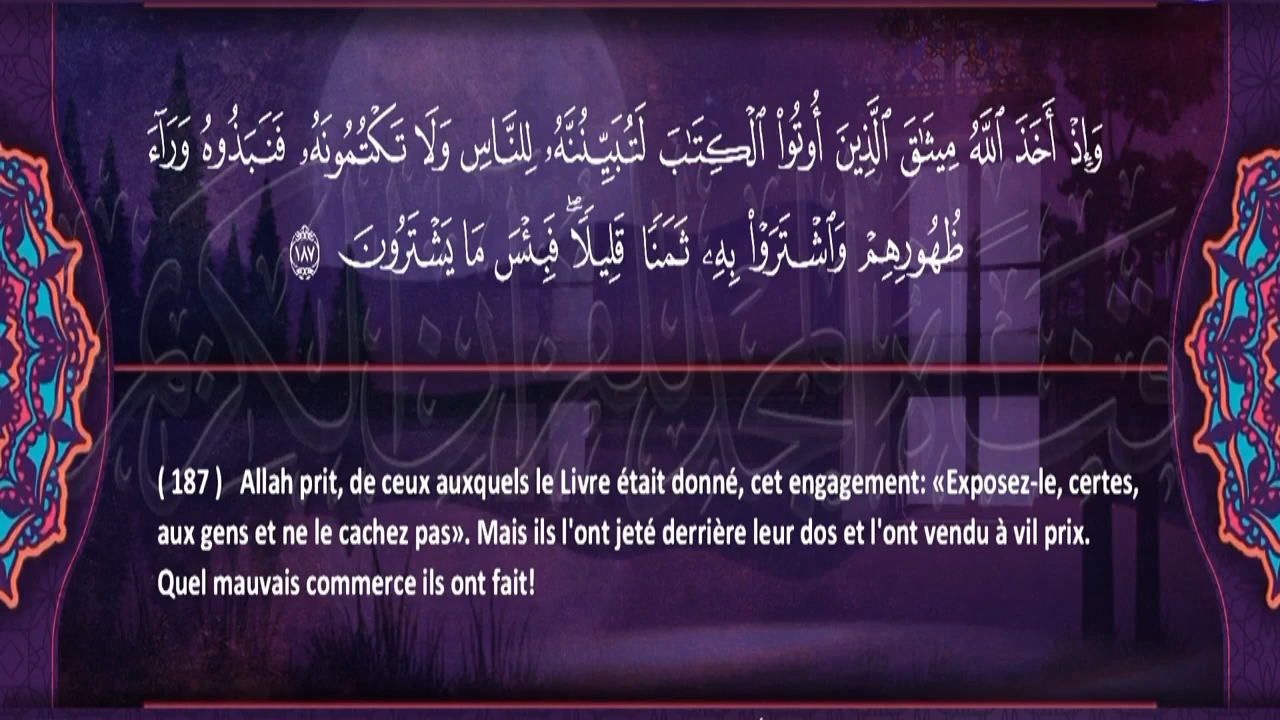 وَإِذْ أَخَذَ ٱللَّهُ مِيثَٰقَ ٱلَّذِينَ أُوتُوا۟ ٱلْكِتَٰبَ لَتُبَيِّنُنَّهُۥ لِلنَّاسِ وَلَا تَكْتُمُونَهُۥ فَنَبَذُوهُ وَرَآءَ
ظُهُورِهِمْ وَٱشْتَرَوْا۟ بِهِۦ ثَمَنًا قَلِيلًا ۖ فَبِئْسَ مَا يَشْتَرُونَ ١٨٧
( 187 ) Allah prit, de ceux auxquels le Livre était donné, cet engagement: «Exposez-le, certes,
aux gens et ne le cachez pas». Mais ils l'ont jeté derrière leur dos et l'ont vendu à vil prix.
Quel mauvais commerce ils ont fait!